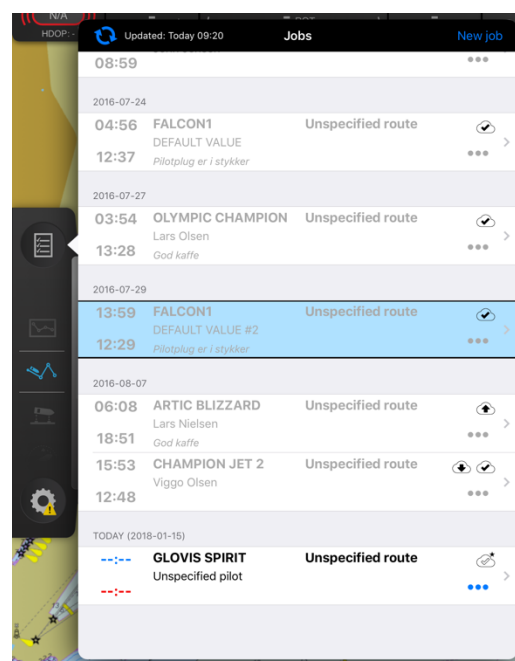 N/A
HDOP: -
Updated: Today 09:20
Jobs
New job
08:59
2016-07-24
04:56 FALCON1 Unspecified route
DEFAULT VALUE
12:37 Pilotplug er i stykker
2016-07-27
03:54 OLYMPIC CHAMPION Unspecified route
Lars Olsen
13:28 God kaffe
2016-07-29
13:59 FALCON1 Unspecified route
DEFAULT VALUE #2
12:29 Pilotplug er i stykker
2016-08-07
06:08 ARTIC BLIZZARD Unspecified route
Lars Nielsen
18:51 God kaffe
15:53 CHAMPION JET 2 Unspecified route
Viggo Olsen
12:48
TODAY (2018-01-15)
--:-- GLOVIS SPIRIT Unspecified route
Unspecified pilot
--:--